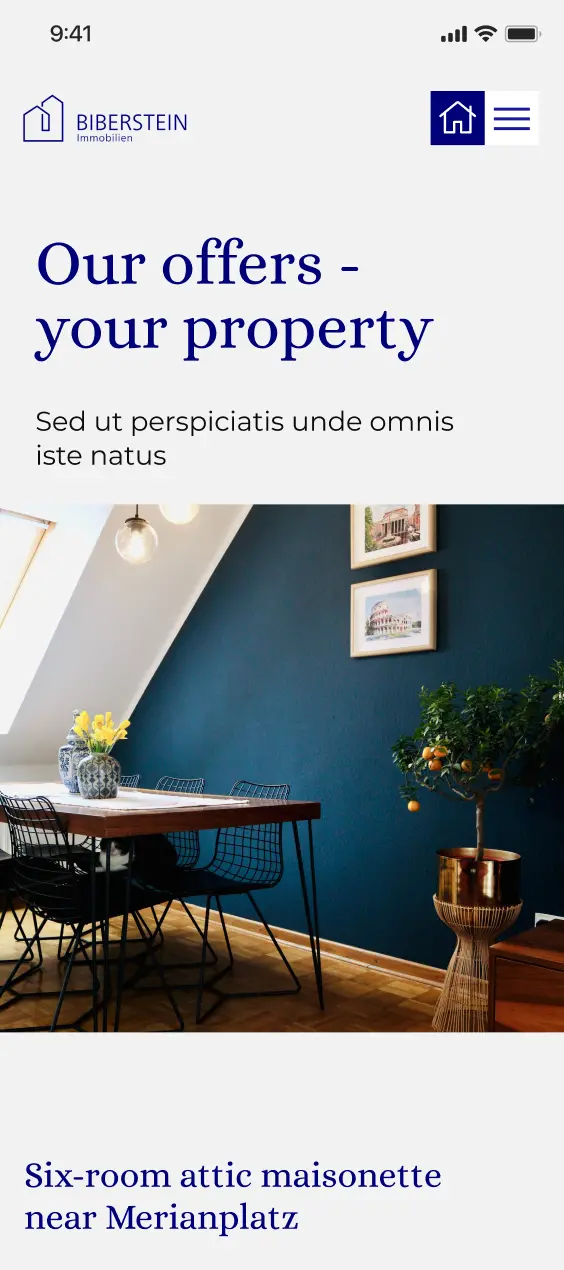 9:41
BIBERSTEIN
Immobilien
Our offers -
your property
Sed ut perspiciatis unde omnis
iste natus
Six-room attic maisonette
near Merianplatz